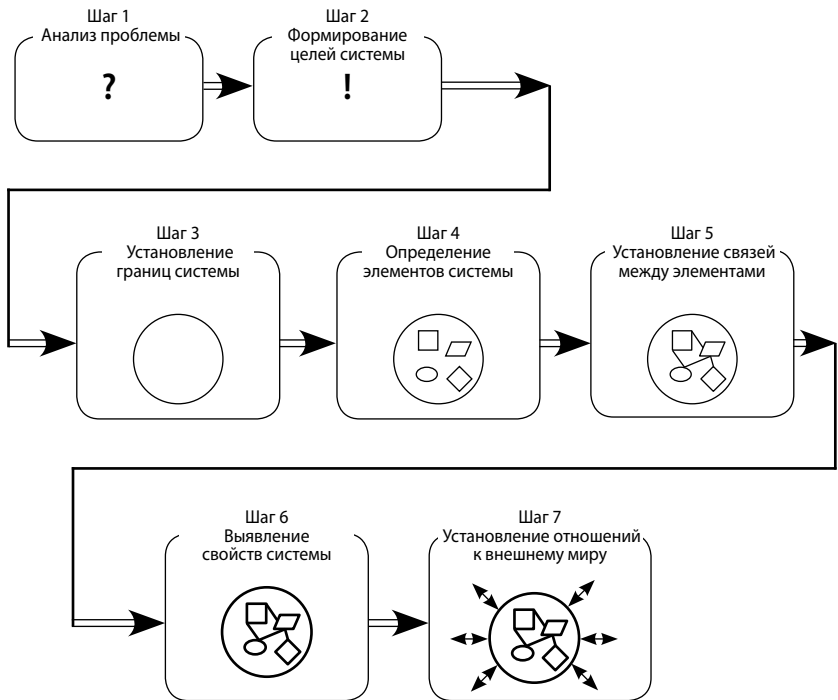 Шаг 1
Анализ проблемы
?
Шаг 2
Формирование
целей системы
!
Шаг 3
Установление
границ системы
Шаг 4
Определение
элементов системы
Шаг 5
Установление связей
между элементами
Шаг 6
Выявление
свойств системы
Шаг 7
Установление отношений
к внешнему миру